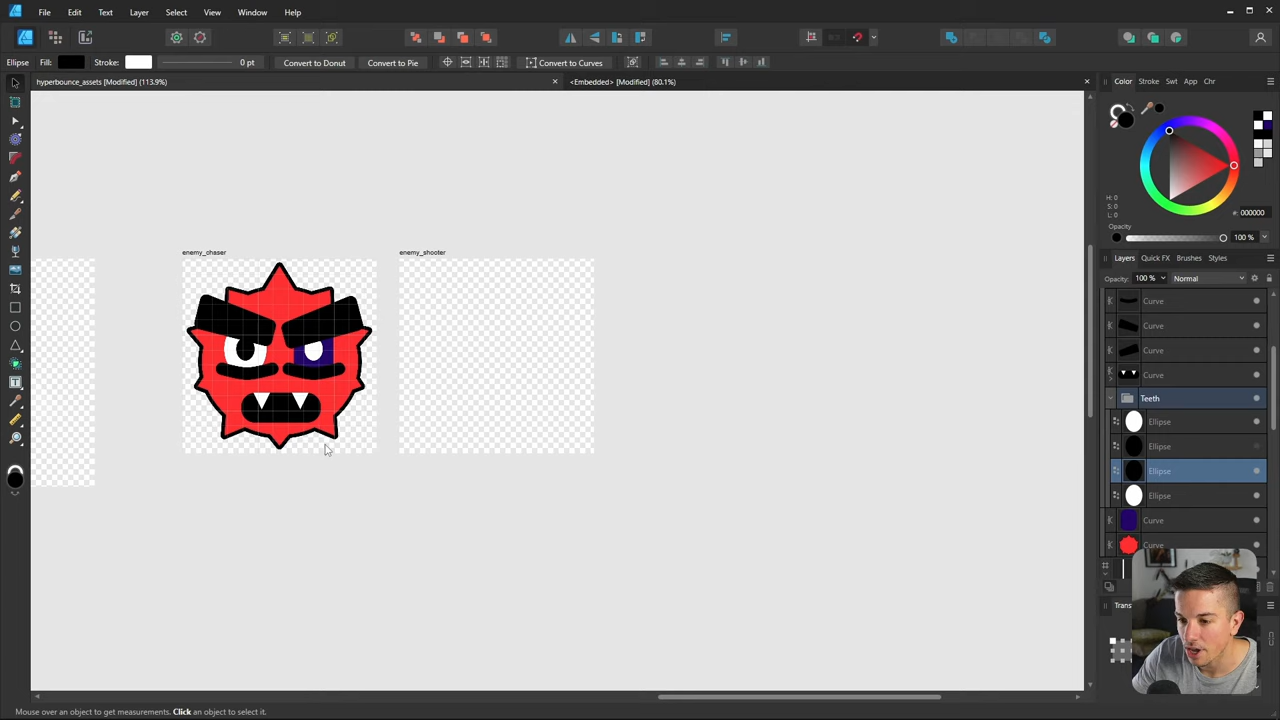 File Edit Text Layer Select View Window Help
Ellipse Fill: Stroke: 0 pt Convert to Donut Convert to Pie Convert to Curves
hyperbounce_assets [Modified] (113.9%) <Embedded> [Modified] (80.1%)
Color Stroke Swt App Chr
H: 0
S: 0
L: 0
#: 000000
Opacity
100 %
Layers Quick FX Brushes Styles
Opacity: 100 % Normal
enemy_chaser enemy_shooter
Curve
Curve
Curve
Curve
Teeth
Ellipse
Ellipse
Ellipse
Ellipse
Curve
Curve
Mouse over an object to get measurements. Click an object to select it.